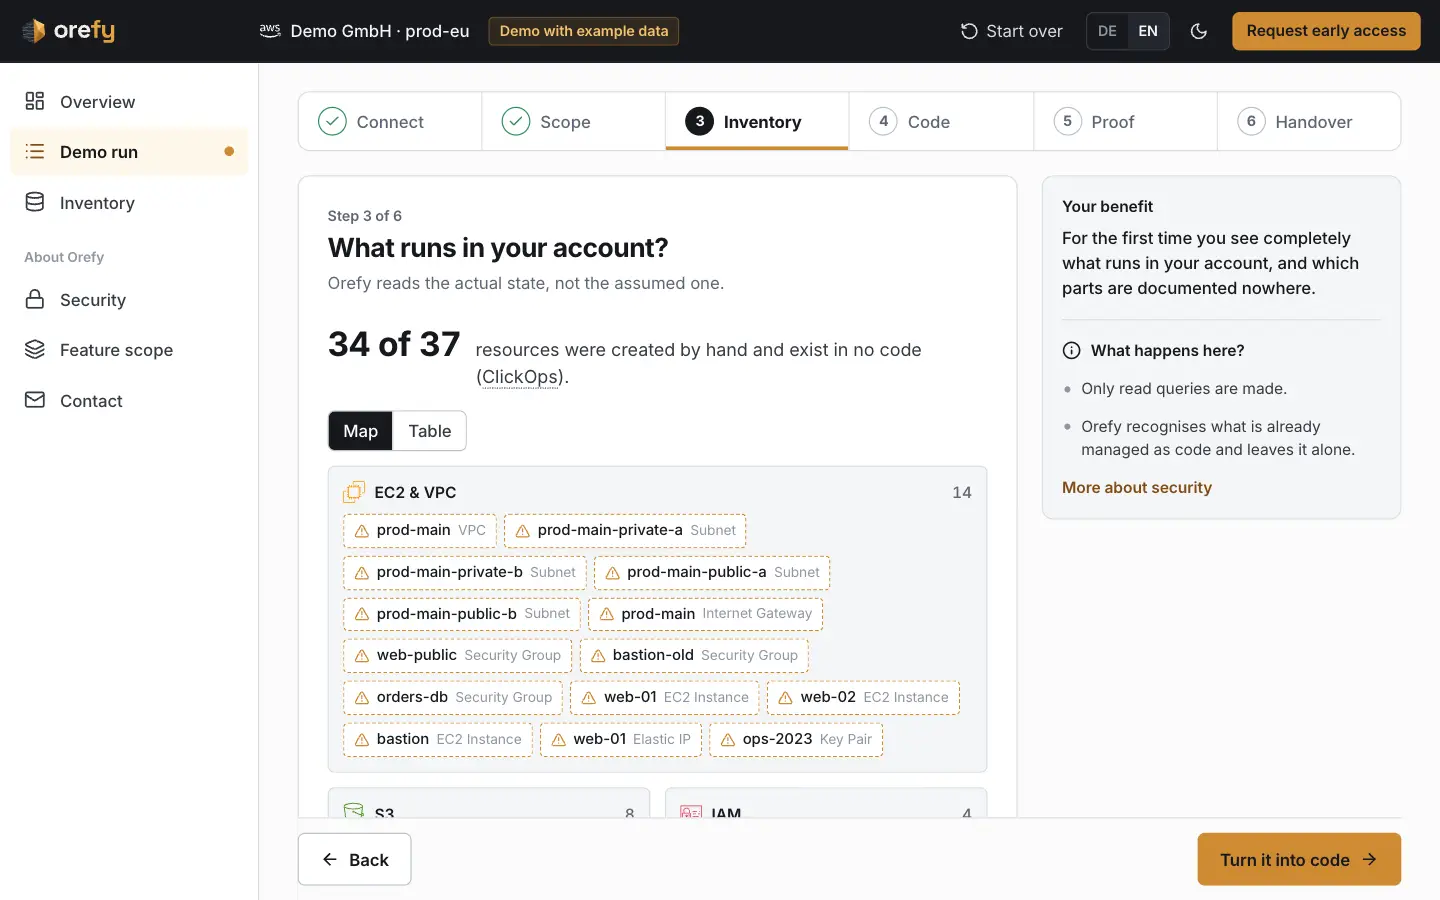 orefy
aws Demo GmbH · prod-eu
Demo with example data
Start over
DE EN
Request early access
Overview
Demo run
Inventory
About Orefy
Security
Feature scope
Contact
Connect
Scope
3 Inventory
4 Code
5 Proof
6 Handover
Step 3 of 6
What runs in your account?
Orefy reads the actual state, not the assumed one.
34 of 37 resources were created by hand and exist in no code
(ClickOps).
Map Table
EC2 & VPC 14
prod-main VPC prod-main-private-a Subnet
prod-main-private-b Subnet prod-main-public-a Subnet
prod-main-public-b Subnet prod-main Internet Gateway
web-public Security Group bastion-old Security Group
orders-db Security Group web-01 EC2 Instance web-02 EC2 Instance
bastion EC2 Instance web-01 Elastic IP ops-2023 Key Pair
S3 8
IAM 4
Your benefit
For the first time you see completely
what runs in your account, and which
parts are documented nowhere.
What happens here?
Only read queries are made.
Orefy recognises what is already
managed as code and leaves it alone.
More about security
Back
Turn it into code